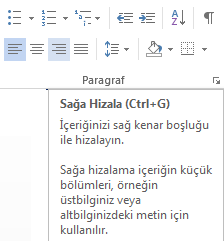 Paragraf
Sağa Hizala (Ctrl+G)
İçeriğinizi sağ kenar boşluğu
ile hizalayın.
Sağa hizalama içeriğin küçük
bölümleri, örneğin
üstbilginiz veya
altbilginizdeki metin için
kullanılır.